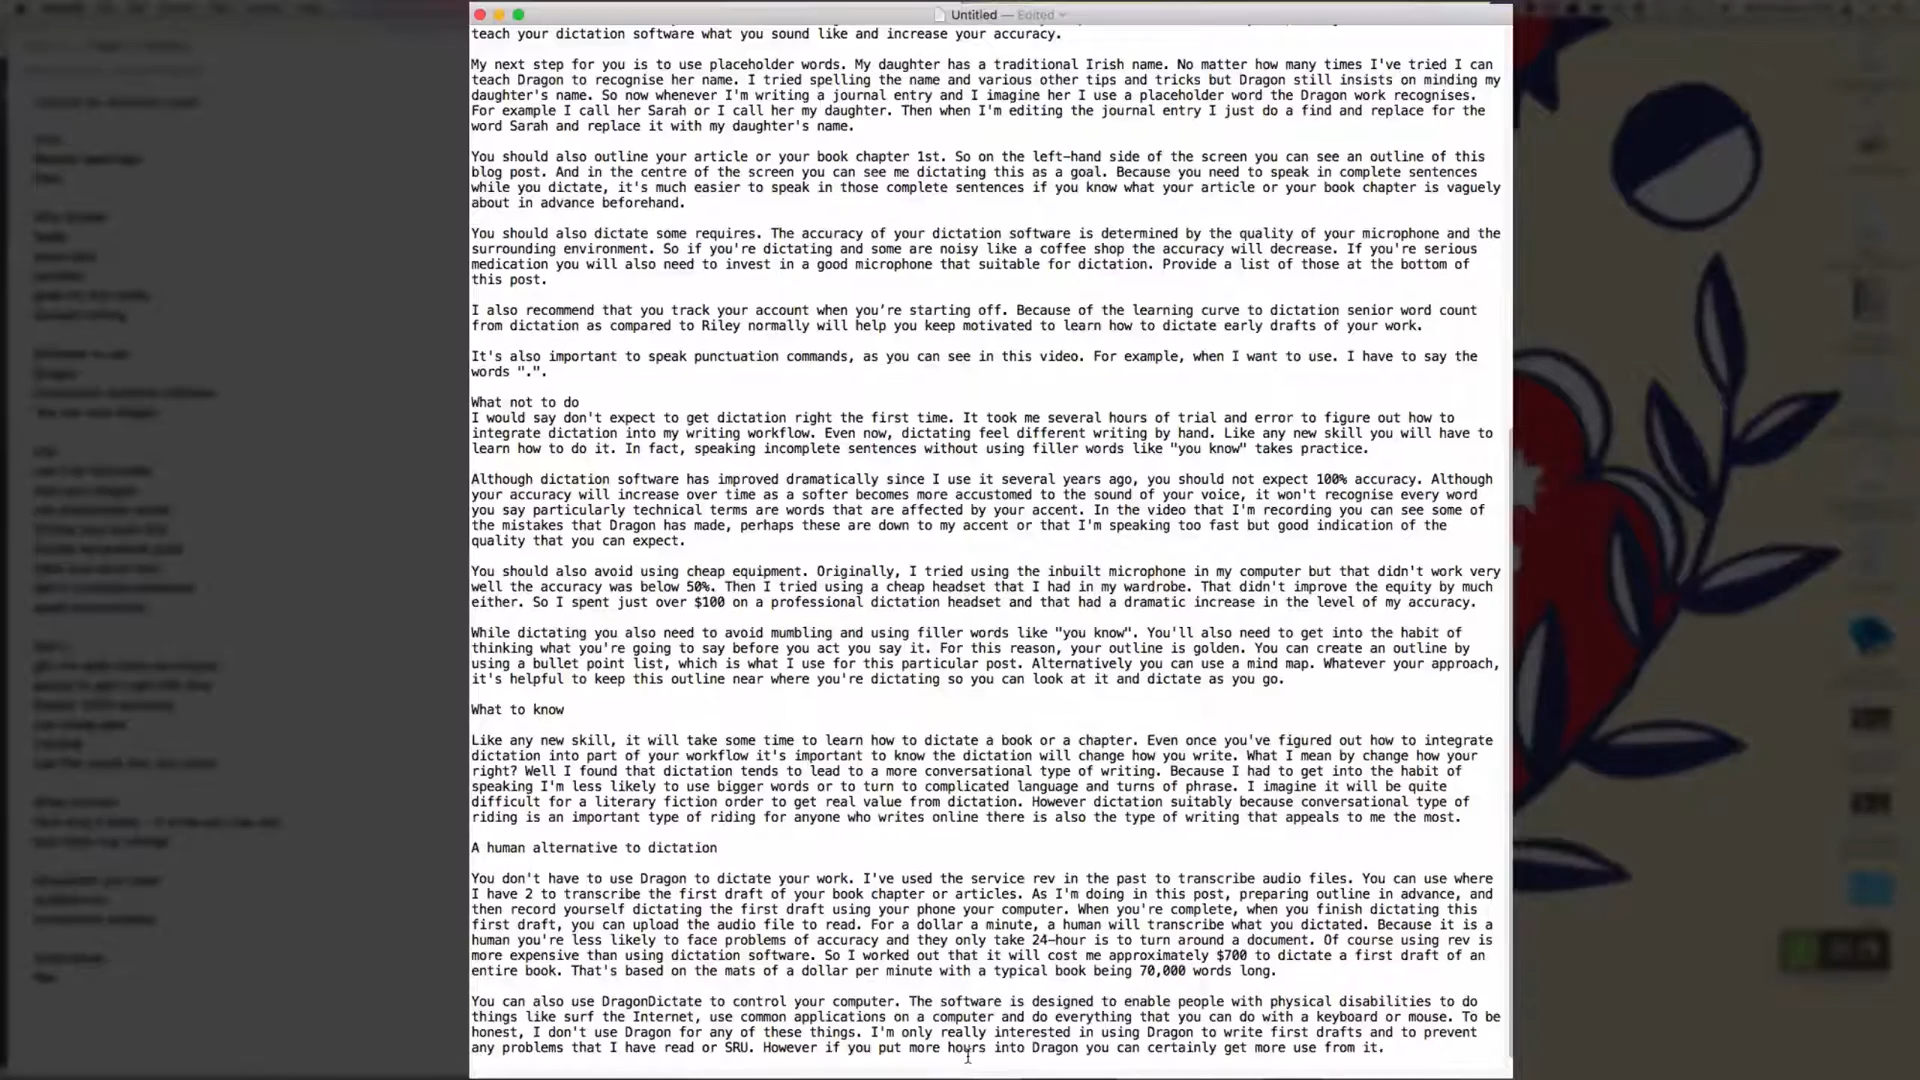 Untitled — Edited
teach your dictation software what you sound like and increase your accuracy.
My next step for you is to use placeholder words. My daughter has a traditional Irish name. No matter how many times I've tried I can
teach Dragon to recognise her name. I tried spelling the name and various other tips and tricks but Dragon still insists on minding my
daughter's name. So now whenever I'm writing a journal entry and I imagine her I use a placeholder word the Dragon work recognises.
For example I call her Sarah or I call her my daughter. Then when I'm editing the journal entry I just do a find and replace for the
word Sarah and replace it with my daughter's name.
You should also outline your article or your book chapter 1st. So on the left-hand side of the screen you can see an outline of this
blog post. And in the centre of the screen you can see me dictating this as a goal. Because you need to speak in complete sentences
while you dictate, it's much easier to speak in those complete sentences if you know what your article or your book chapter is vaguely
about in advance beforehand.
You should also dictate some requires. The accuracy of your dictation software is determined by the quality of your microphone and the
surrounding environment. So if you're dictating and some are noisy like a coffee shop the accuracy will decrease. If you're serious
medication you will also need to invest in a good microphone that suitable for dictation. Provide a list of those at the bottom of
this post.
I also recommend that you track your account when you're starting off. Because of the learning curve to dictation senior word count
from dictation as compared to Riley normally will help you keep motivated to learn how to dictate early drafts of your work.
It's also important to speak punctuation commands, as you can see in this video. For example, when I want to use. I have to say the
words ".".
What not to do
I would say don't expect to get dictation right the first time. It took me several hours of trial and error to figure out how to
integrate dictation into my writing workflow. Even now, dictating feel different writing by hand. Like any new skill you will have to
learn how to do it. In fact, speaking incomplete sentences without using filler words like "you know" takes practice.
Although dictation software has improved dramatically since I use it several years ago, you should not expect 100% accuracy. Although
your accuracy will increase over time as a softer becomes more accustomed to the sound of your voice, it won't recognise every word
you say particularly technical terms are words that are affected by your accent. In the video that I'm recording you can see some of
the mistakes that Dragon has made, perhaps these are down to my accent or that I'm speaking too fast but good indication of the
quality that you can expect.
You should also avoid using cheap equipment. Originally, I tried using the inbuilt microphone in my computer but that didn't work very
well the accuracy was below 50%. Then I tried using a cheap headset that I had in my wardrobe. That didn't improve the equity by much
either. So I spent just over $100 on a professional dictation headset and that had a dramatic increase in the level of my accuracy.
While dictating you also need to avoid mumbling and using filler words like "you know". You'll also need to get into the habit of
thinking what you're going to say before you act you say it. For this reason, your outline is golden. You can create an outline by
using a bullet point list, which is what I use for this particular post. Alternatively you can use a mind map. Whatever your approach,
it's helpful to keep this outline near where you're dictating so you can look at it and dictate as you go.
What to know
Like any new skill, it will take some time to learn how to dictate a book or a chapter. Even once you've figured out how to integrate
dictation into part of your workflow it's important to know the dictation will change how you write. What I mean by change how your
right? Well I found that dictation tends to lead to a more conversational type of writing. Because I had to get into the habit of
speaking I'm less likely to use bigger words or to turn to complicated language and turns of phrase. I imagine it will be quite
difficult for a literary fiction order to get real value from dictation. However dictation suitably because conversational type of
riding is an important type of riding for anyone who writes online there is also the type of writing that appeals to me the most.
A human alternative to dictation
You don't have to use Dragon to dictate your work. I've used the service rev in the past to transcribe audio files. You can use where
I have 2 to transcribe the first draft of your book chapter or articles. As I'm doing in this post, preparing outline in advance, and
then record yourself dictating the first draft using your phone your computer. When you're complete, when you finish dictating this
first draft, you can upload the audio file to read. For a dollar a minute, a human will transcribe what you dictated. Because it is a
human you're less likely to face problems of accuracy and they only take 24-hour is to turn around a document. Of course using rev is
more expensive than using dictation software. So I worked out that it will cost me approximately $700 to dictate a first draft of an
entire book. That's based on the mats of a dollar per minute with a typical book being 70,000 words long.
You can also use DragonDictate to control your computer. The software is designed to enable people with physical disabilities to do
things like surf the Internet, use common applications on a computer and do everything that you can do with a keyboard or mouse. To be
honest, I don't use Dragon for any of these things. I'm only really interested in using Dragon to write first drafts and to prevent
any problems that I have read or SRU. However if you put more hours into Dragon you can certainly get more use from it.